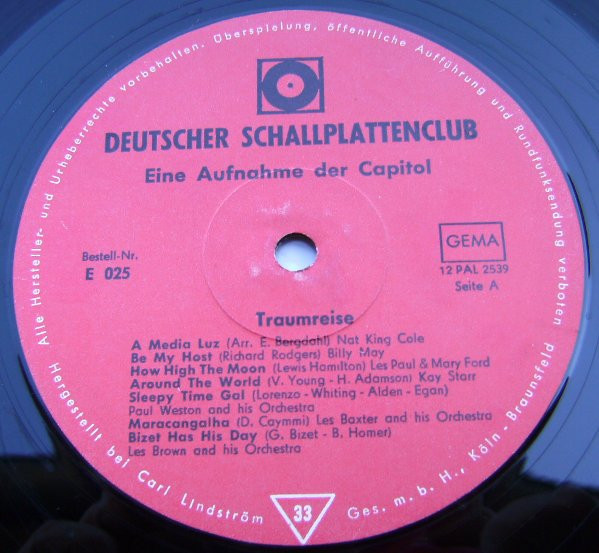 Alle Hersteller- und Urheberrechte vorbehalten. Überspielung, öffentliche Aufführung und Rundfunksendung verboten
DEUTSCHER SCHALLPLATTENCLUB
Eine Aufnahme der Capitol
Bestell-Nr.
E 025
GEMA
12 PAL 2539
Seite A
Traumreise
A Media Luz (Arr. E. Bergdahl) Nat King Cole
Be My Host (Richard Rodgers) Billy May
How High The Moon (Lewis Hamilton) Les Paul & Mary Ford
Around The World (V. Young - H. Adamson) Kay Starr
Sleepy Time Gal (Lorenzo - Whiting - Alden - Egan)
Paul Weston and his Orchestra
Maracangalha (D. Caymmi) Les Baxter and his Orchestra
Bizet Has His Day (G. Bizet - B. Homer)
Les Brown and his Orchestra
33
Hergestellt bei Carl Lindström Ges. m. b. H., Köln - Braunsfeld